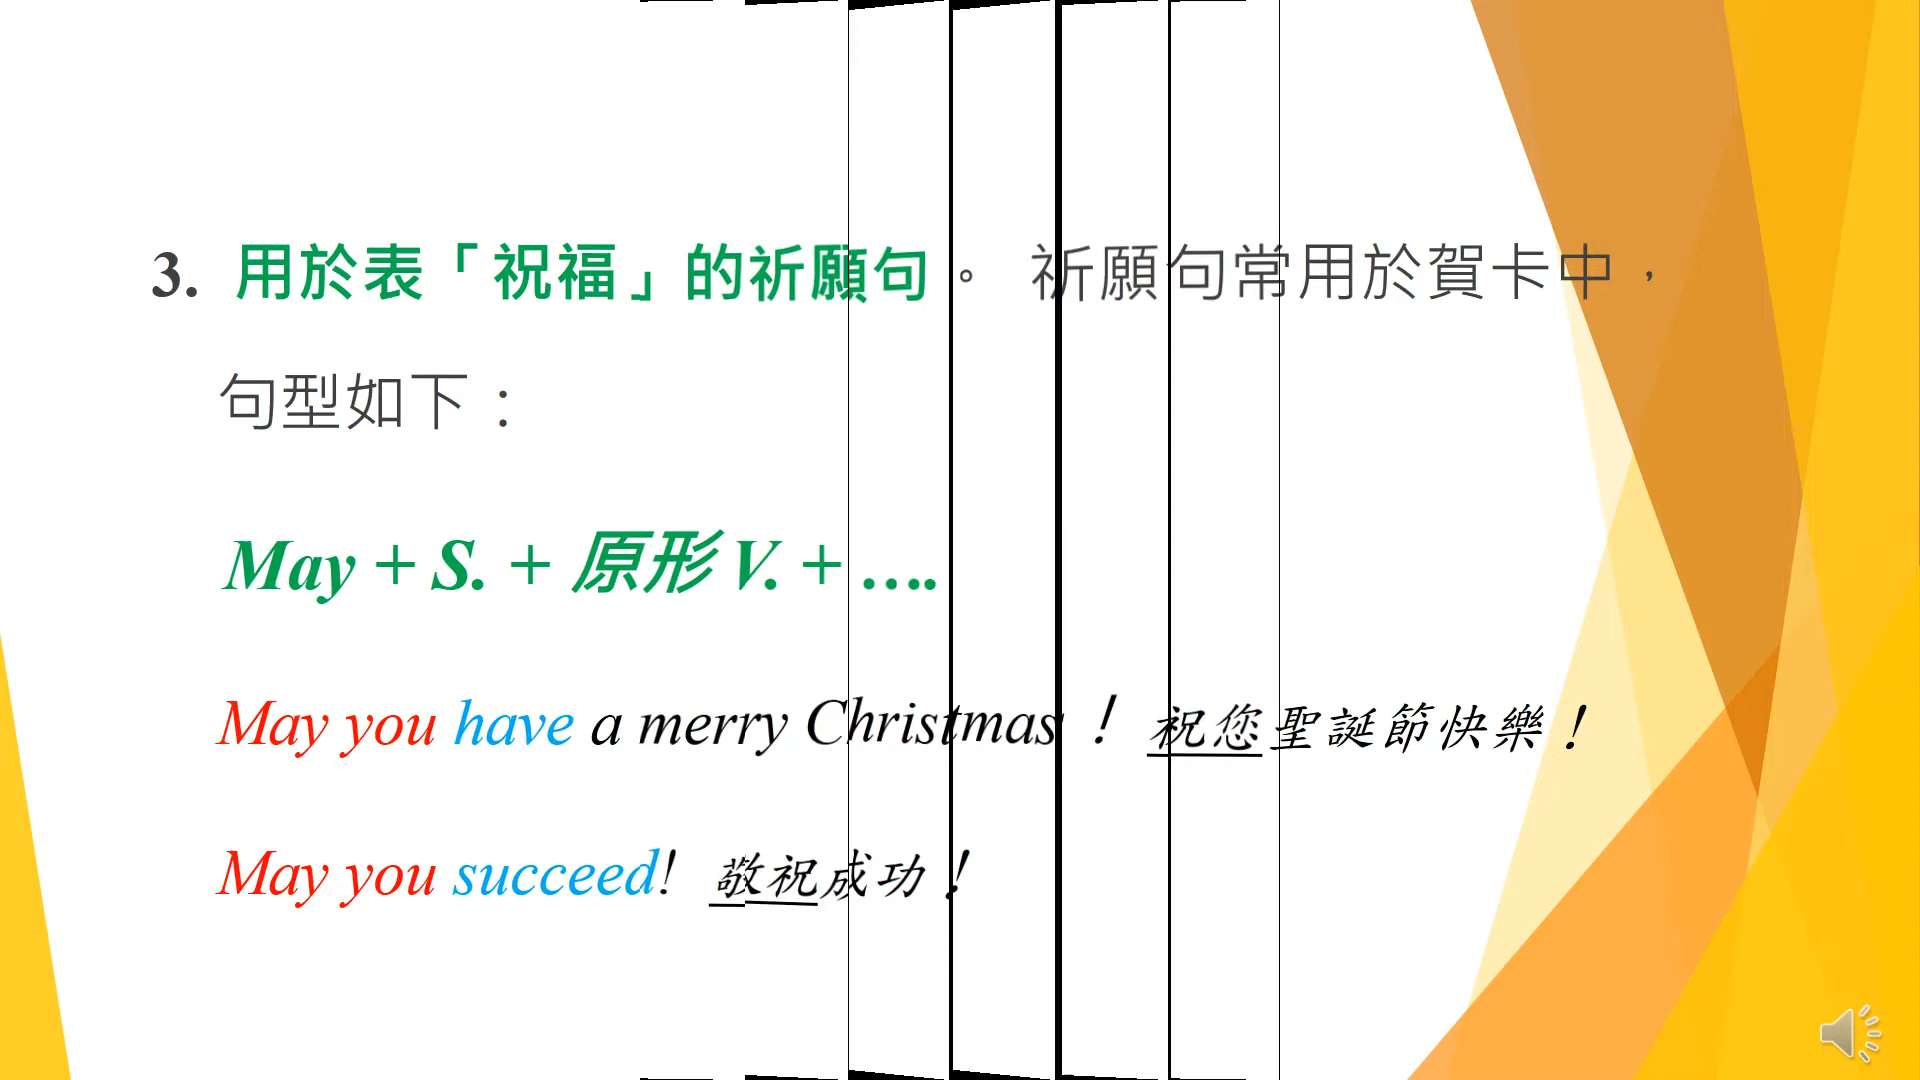 3. 用於表「祝福」的祈願句。 祈願句常用於賀卡中，
句型如下：
May + S. + 原形 V. + ….
May you have a merry Christmas！ 祝您聖誕節快樂！
May you succeed! 敬祝成功！